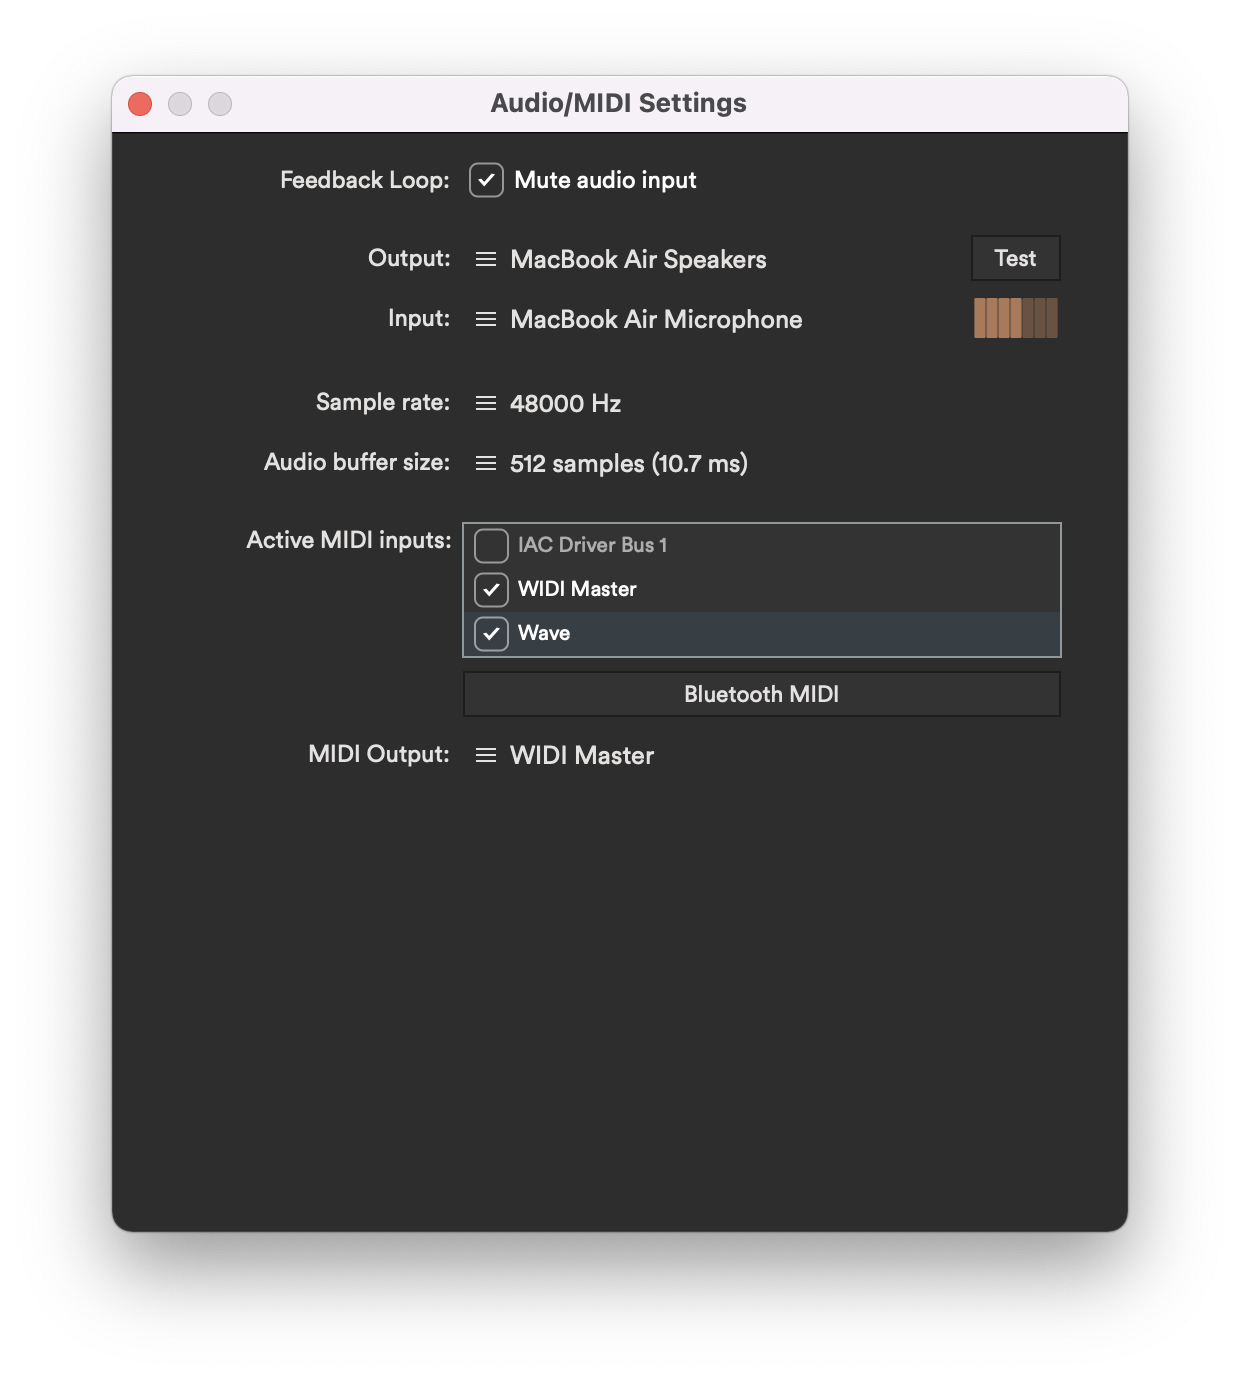 Audio/MIDI Settings
Feedback Loop: Mute audio input
Output: MacBook Air Speakers Test
Input: MacBook Air Microphone
Sample rate: 48000 Hz
Audio buffer size: 512 samples (10.7 ms)
Active MIDI inputs: IAC Driver Bus 1
WIDI Master
Wave
Bluetooth MIDI
MIDI Output: WIDI Master